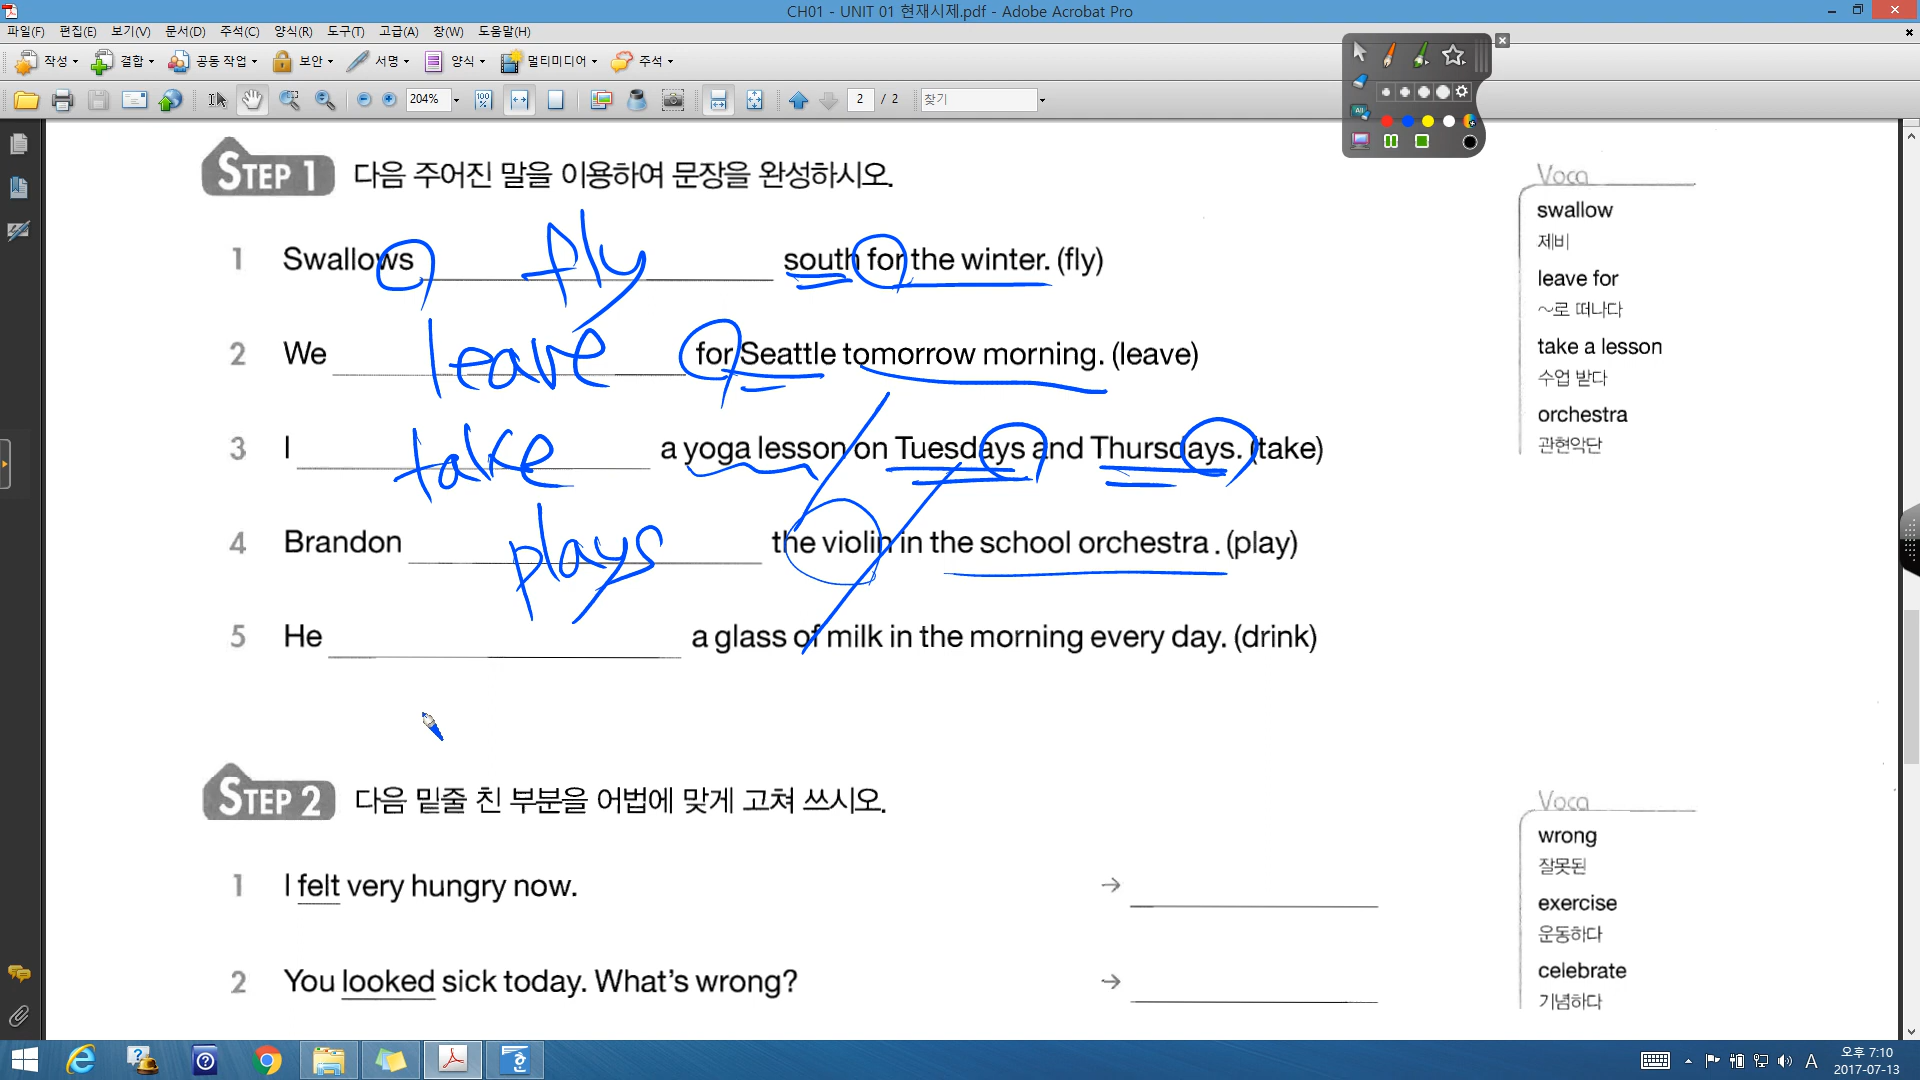 CH01 - UNIT 01 현재시제.pdf - Adobe Acrobat Pro
파일(F) 편집(E) 보기(V) 문서(D) 주석(C) 양식(R) 도구(T) 고급(A) 창(W) 도움말(H)
작성 결합 공동 작업 보안 서명 양식 멀티미디어 주석
204% 100% 2 / 2 찾기
STEP 1 다음 주어진 말을 이용하여 문장을 완성하시오.
1 Swallows fly south for the winter. (fly)
2 We leave for Seattle tomorrow morning. (leave)
3 I take a yoga lesson on Tuesdays and Thursdays. (take)
4 Brandon plays the violin in the school orchestra . (play)
5 He a glass of milk in the morning every day. (drink)
Voca
swallow
제비
leave for
~로 떠나다
take a lesson
수업 받다
orchestra
관현악단
STEP 2 다음 밑줄 친 부분을 어법에 맞게 고쳐 쓰시오.
1 I felt very hungry now. →
2 You looked sick today. What's wrong? →
Voca
wrong
잘못된
exercise
운동하다
celebrate
기념하다
A
오후 7:10
2017-07-13